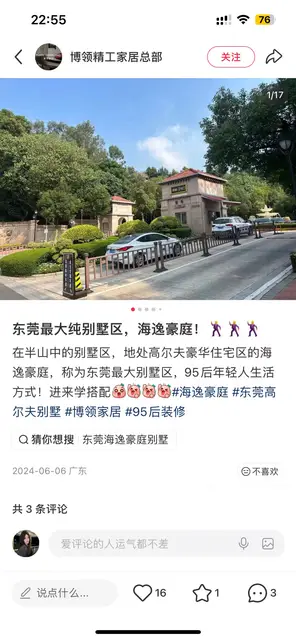 22:55
76
博领精工家居总部
关注
1/17
东莞最大纯别墅区，海逸豪庭！
在半山中的别墅区，地处高尔夫豪华住宅区的海
逸豪庭，称为东莞最大别墅区，95后年轻人生活
方式！进来学搭配#海逸豪庭 #东莞高
尔夫别墅 #博领家居 #95后装修
猜你想搜 东莞海逸豪庭别墅
2024-06-06 广东
不喜欢
共 3 条评论
爱评论的人运气都不差
说点什么...
16
1
3